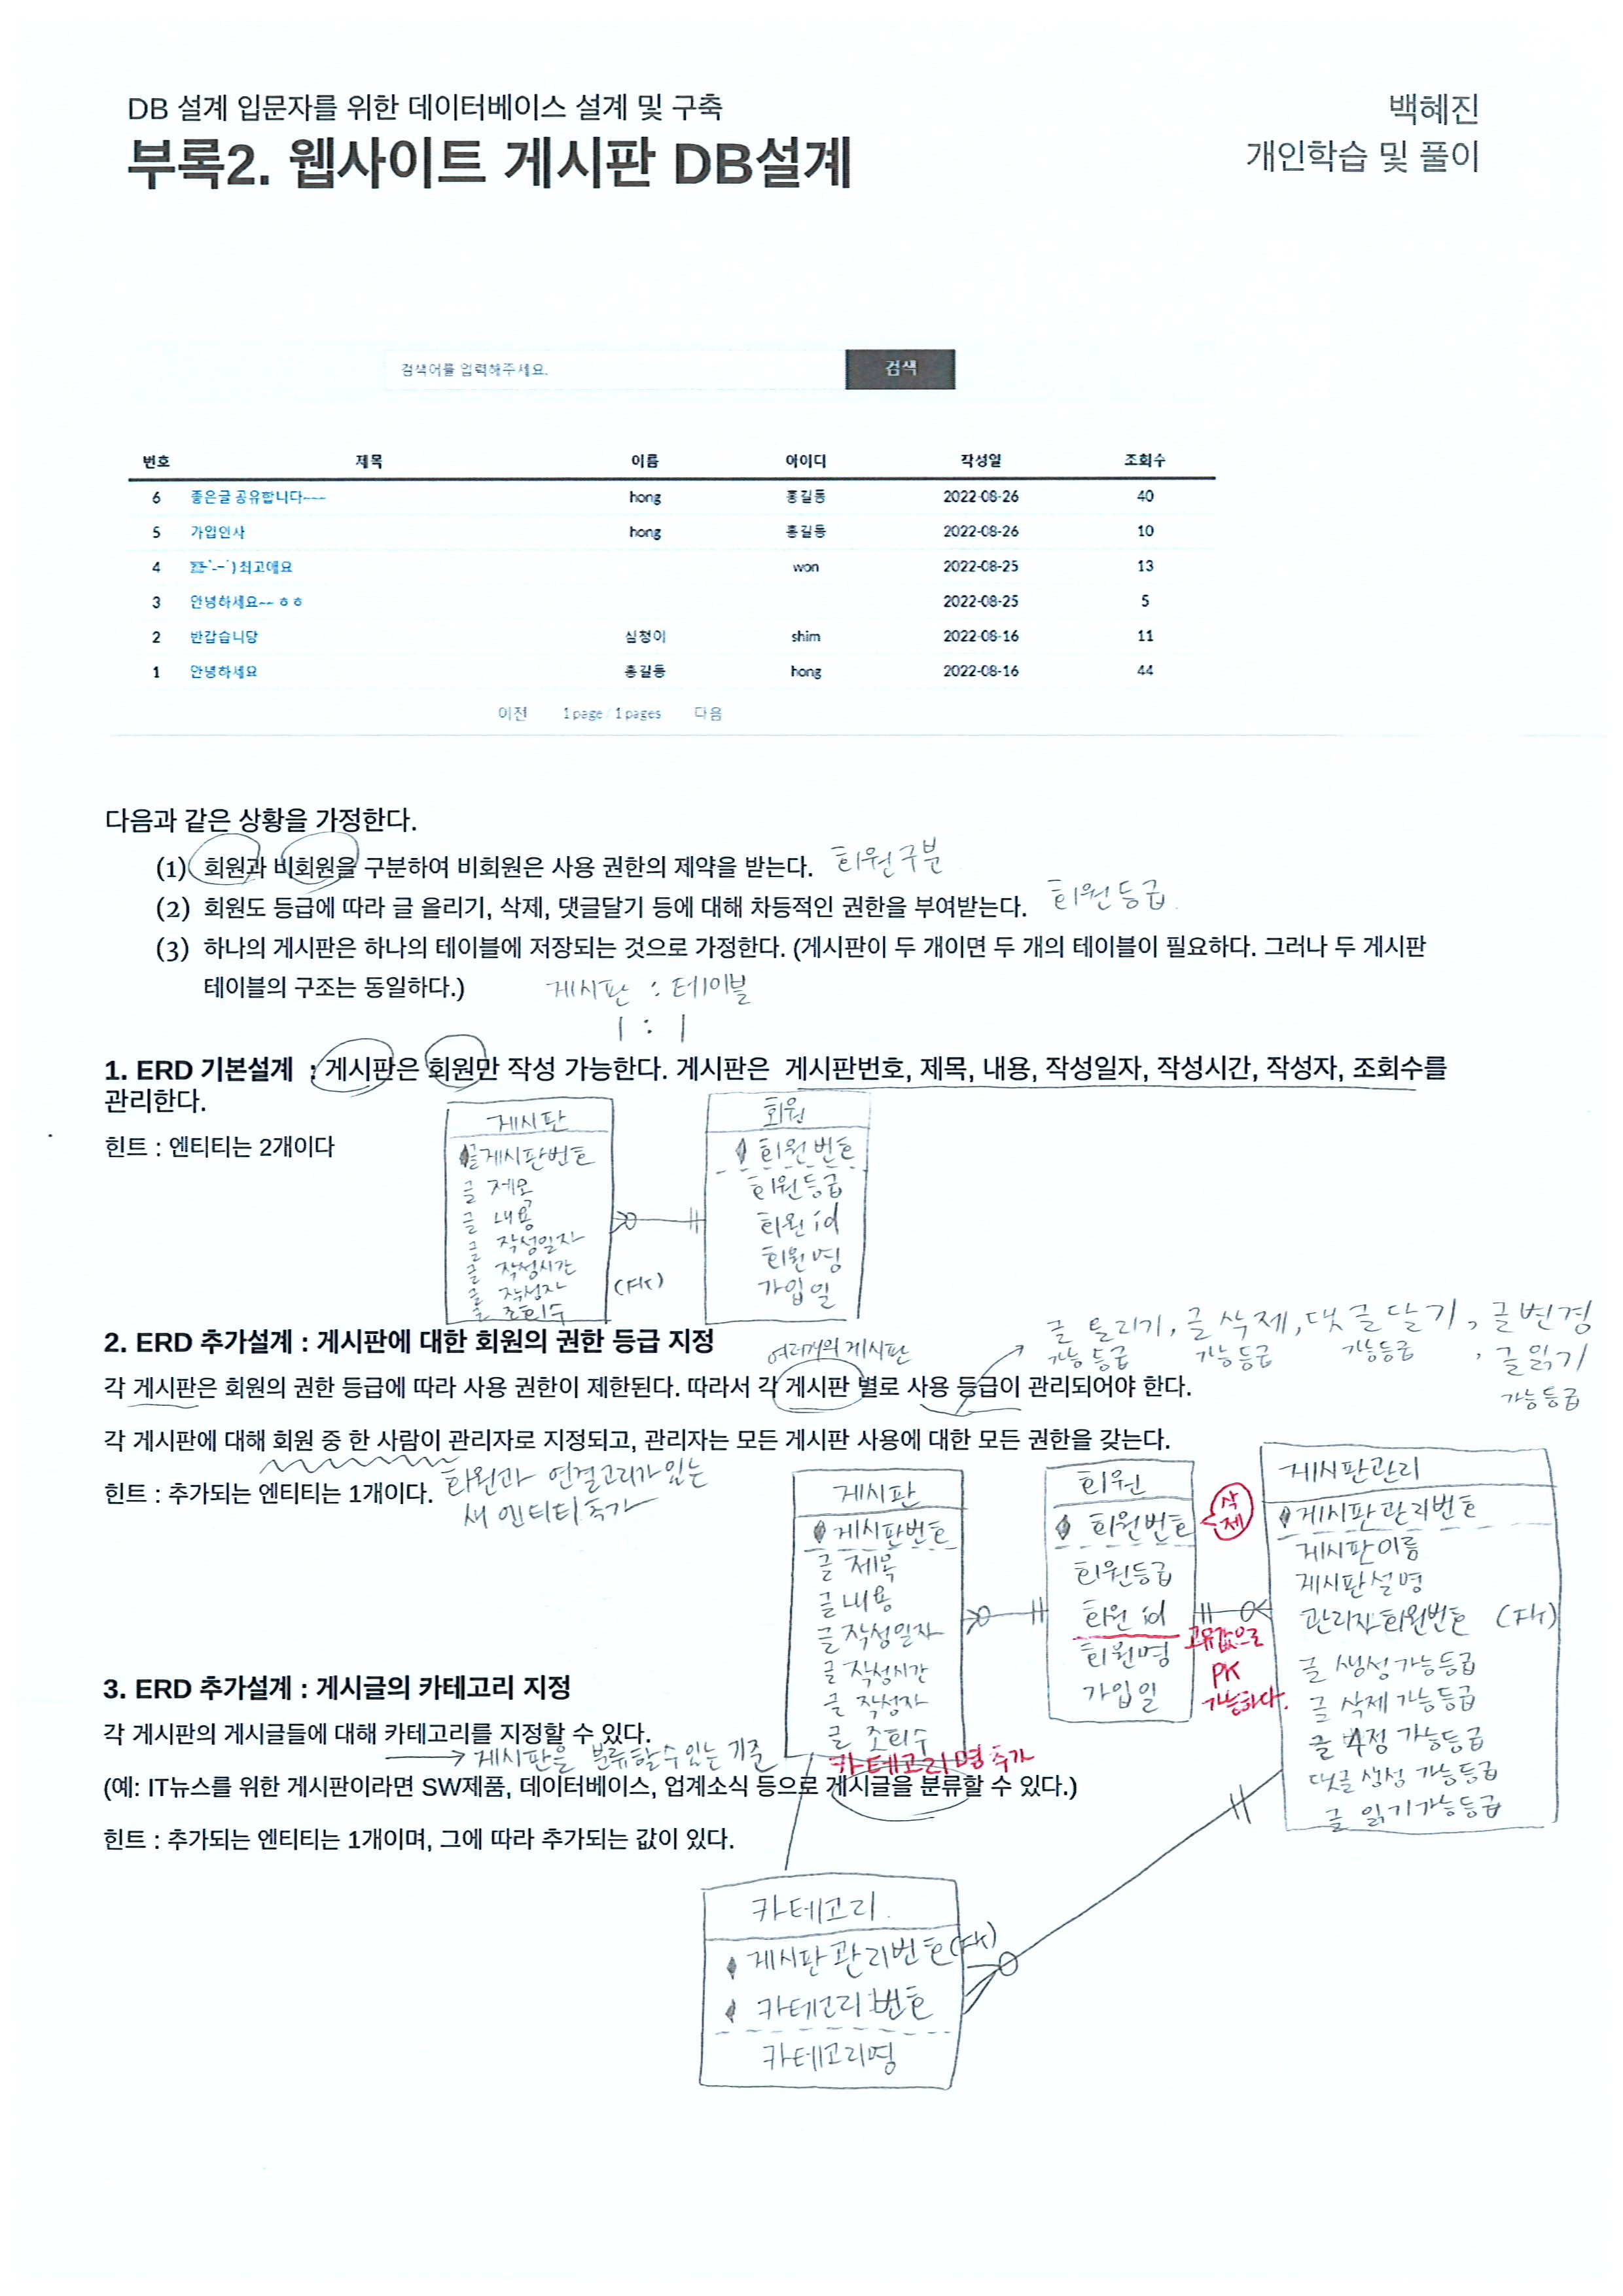 DB 설계 입문자를 위한 데이터베이스 설계 및 구축
부록2. 웹사이트 게시판 DB설계
백혜진
개인학습 및 풀이
검색어를 입력해주세요. 검색
번호 제목 이름 아이디 작성일 조회수
6 좋은글 공유합니다~~~ hong 홍길동 2022-08-26 40
5 가입인사 hong 홍길동 2022-08-26 10
4 최고에요 won 2022-08-25 13
3 안녕하세요~~ ㅎㅎ 2022-08-25 5
2 반갑습니당 심청이 shim 2022-08-16 11
1 안녕하세요 홍길동 hong 2022-08-16 44
이전 1 page / 1 pages 다음
다음과 같은 상황을 가정한다.
(1) 회원과 비회원을 구분하여 비회원은 사용 권한의 제약을 받는다. 회원구분
(2) 회원도 등급에 따라 글 올리기, 삭제, 댓글달기 등에 대해 차등적인 권한을 부여받는다. 회원등급
(3) 하나의 게시판은 하나의 테이블에 저장되는 것으로 가정한다. (게시판이 두 개이면 두 개의 테이블이 필요하다. 그러나 두 게시판
테이블의 구조는 동일하다.) 게시판 : 테이블
1 : 1
1. ERD 기본설계 : 게시판은 회원만 작성 가능한다. 게시판은 게시판번호, 제목, 내용, 작성일자, 작성시간, 작성자, 조회수를
관리한다.
힌트 : 엔티티는 2개이다
게시판
게시판번호
글 제목
글 내용
글 작성일자
글 작성시간
글 작성자 (FK)
글 조회수
회원
회원번호
회원등급
회원id
회원명
가입일
2. ERD 추가설계 : 게시판에 대한 회원의 권한 등급 지정
여러개의 게시판
글 올리기, 글 삭제, 댓글달기, 글변경
가능등급 가능등급 가능등급 , 글읽기
가능등급
각 게시판은 회원의 권한 등급에 따라 사용 권한이 제한된다. 따라서 각 게시판 별로 사용 등급이 관리되어야 한다.
각 게시판에 대해 회원 중 한 사람이 관리자로 지정되고, 관리자는 모든 게시판 사용에 대한 모든 권한을 갖는다.
힌트 : 추가되는 엔티티는 1개이다. 회원과 연결고리가 있는
새 엔티티 추가
게시판
게시판번호
글 제목
글 내용
글 작성일자
글 작성시간
글 작성자
글 조회수
카테고리명 추가
회원
회원번호
삭제
회원등급
회원 id
고유값으로
PK
가능하다.
회원명
가입일
게시판관리
게시판관리번호
게시판이름
게시판설명
관리자회원번호 (FK)
글 생성가능등급
글 삭제가능등급
글 수정 가능등급
댓글생성 가능등급
글 읽기가능등급
3. ERD 추가설계 : 게시글의 카테고리 지정
각 게시판의 게시글들에 대해 카테고리를 지정할 수 있다.
게시판을 분류할 수 있는 기준
(예: IT뉴스를 위한 게시판이라면 SW제품, 데이터베이스, 업계소식 등으로 게시글을 분류할 수 있다.)
힌트 : 추가되는 엔티티는 1개이며, 그에 따라 추가되는 값이 있다.
카테고리
게시판관리번호(FK)
카테고리번호
카테고리명